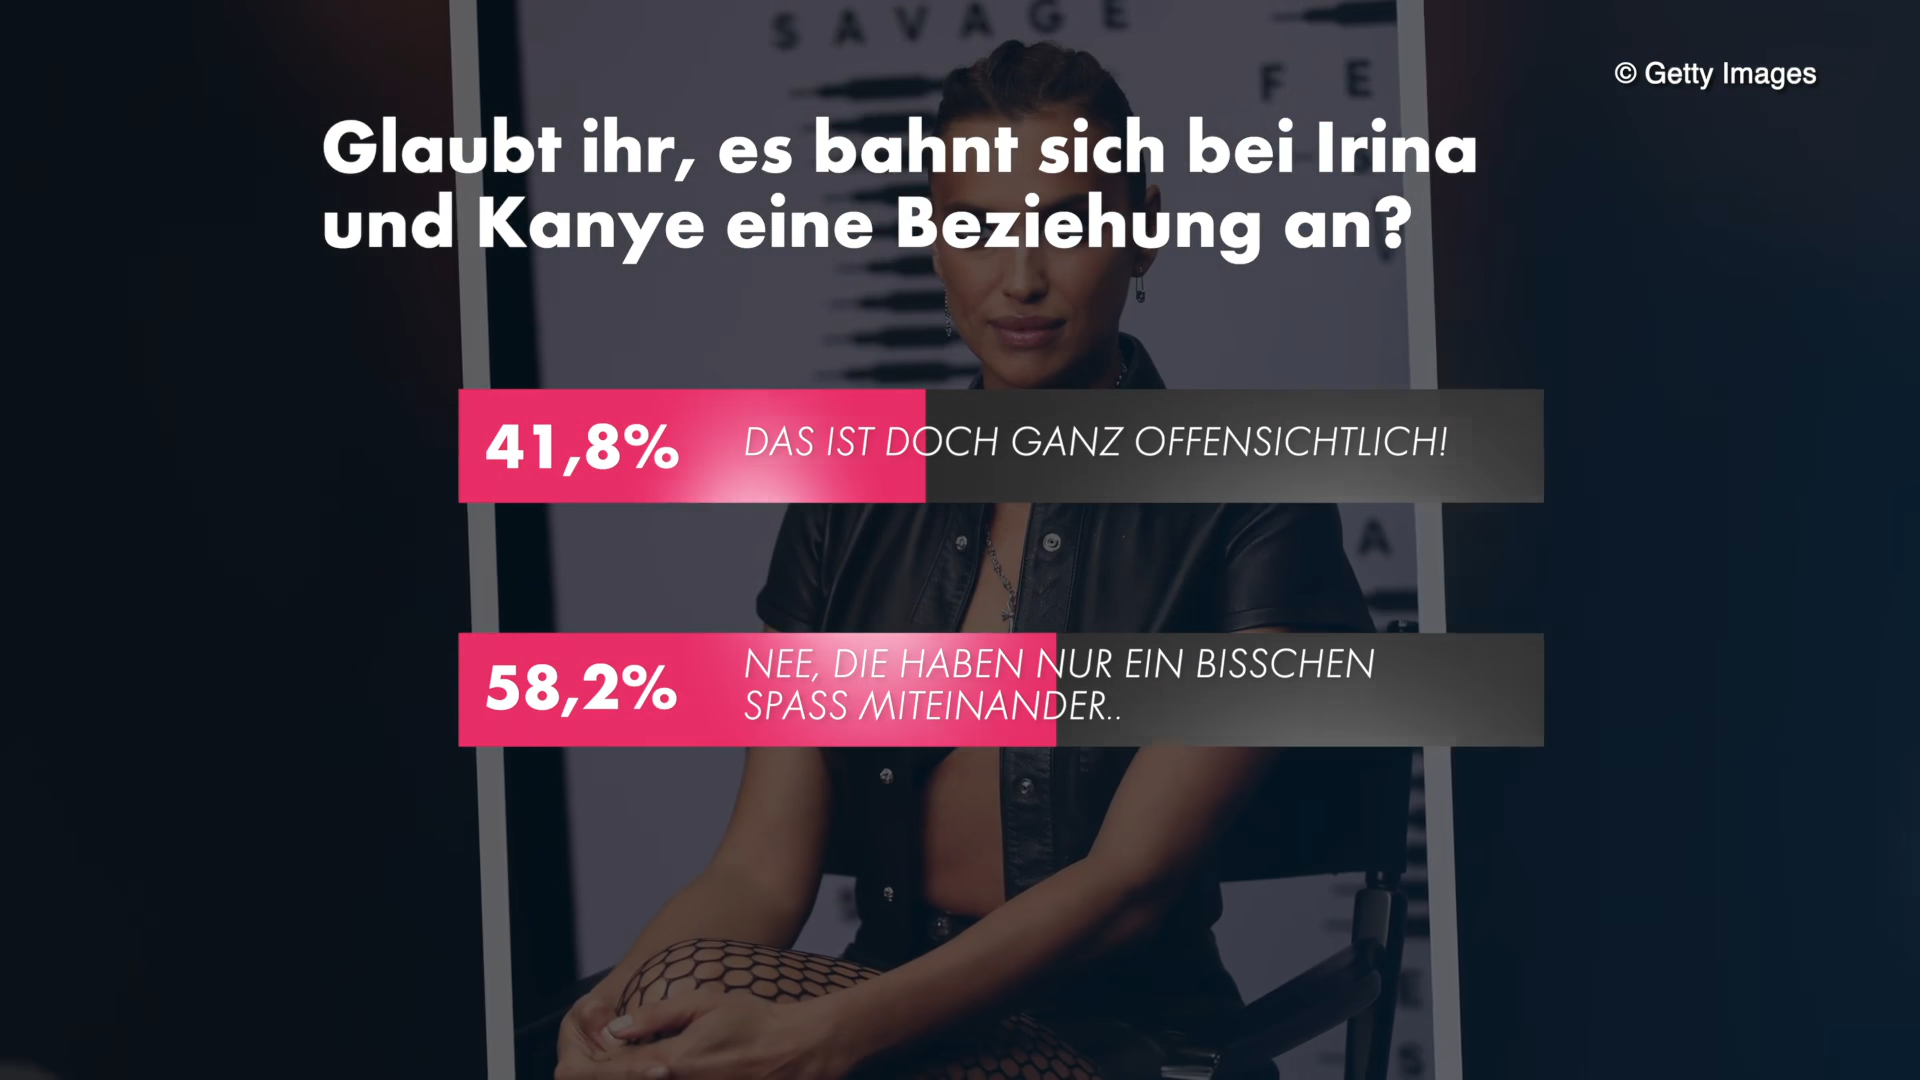 SAVAGE
F E
© Getty Images
Glaubt ihr, es bahnt sich bei Irina
und Kanye eine Beziehung an?
41,8% DAS IST DOCH GANZ OFFENSICHTLICH!
A
58,2% NEE, DIE HABEN NUR EIN BISSCHEN
SPASS MITEINANDER..
E
S